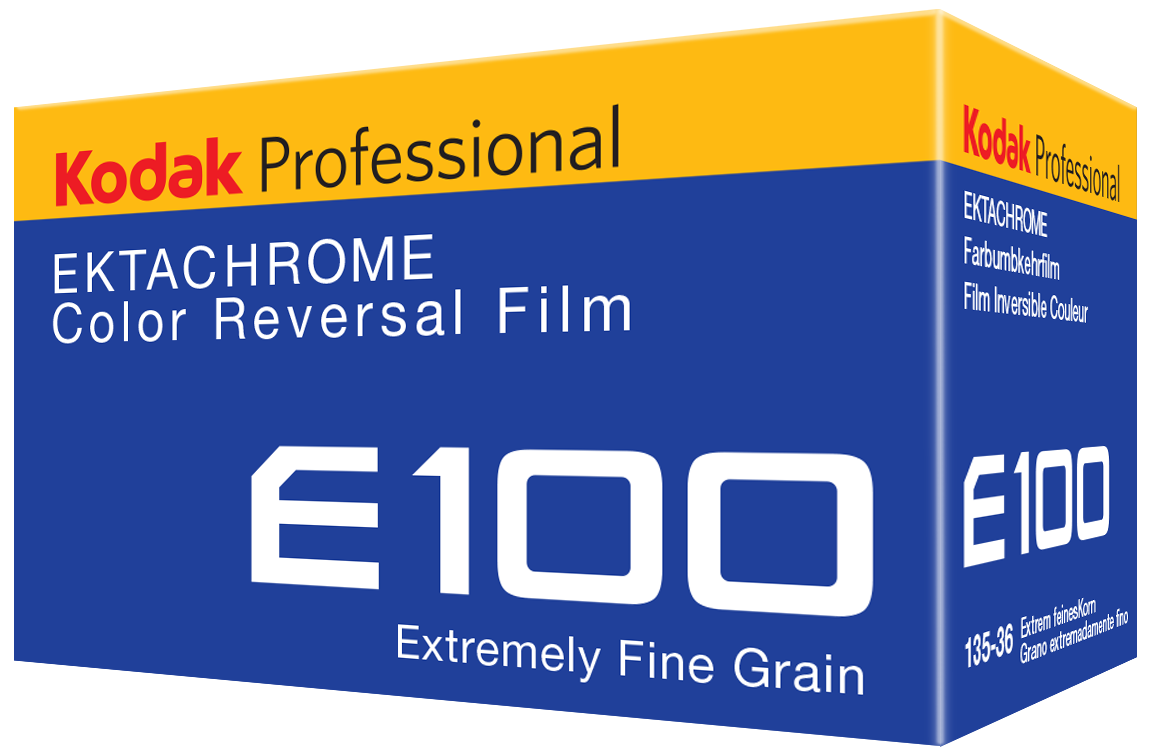 Kodak Professional
EKTACHROME
Color Reversal Film
E100
Extremely Fine Grain
Kodak Professional
EKTACHROME
Farbumbkehrfilm
Film Inversible Couleur
E100
135-36
Extrem feinesKorn
Grano extremadamente fino